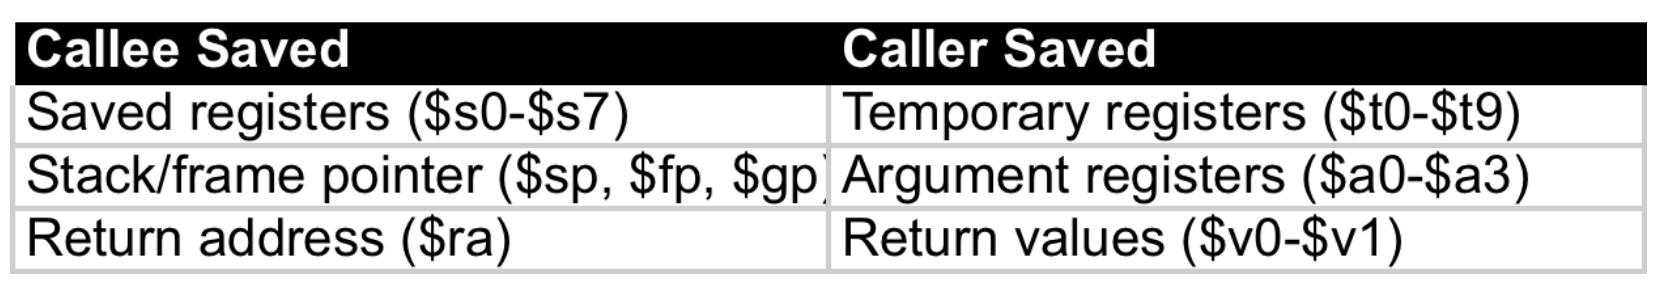 Callee Saved Caller Saved
Saved registers ($s0-$s7) Temporary registers ($t0-$t9)
Stack/frame pointer ($sp, $fp, $gp) Argument registers ($a0-$a3)
Return address ($ra) Return values ($v0-$v1)